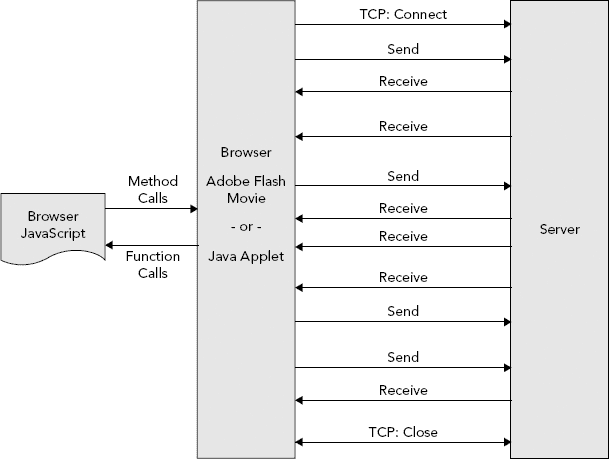 TCP: Connect
Send
Receive
Receive
Browser
Adobe Flash
Movie
- or -
Java Applet
Method
Calls
Browser
JavaScript
Function
Calls
Send
Receive
Receive
Server
Receive
Send
Send
Receive
TCP: Close